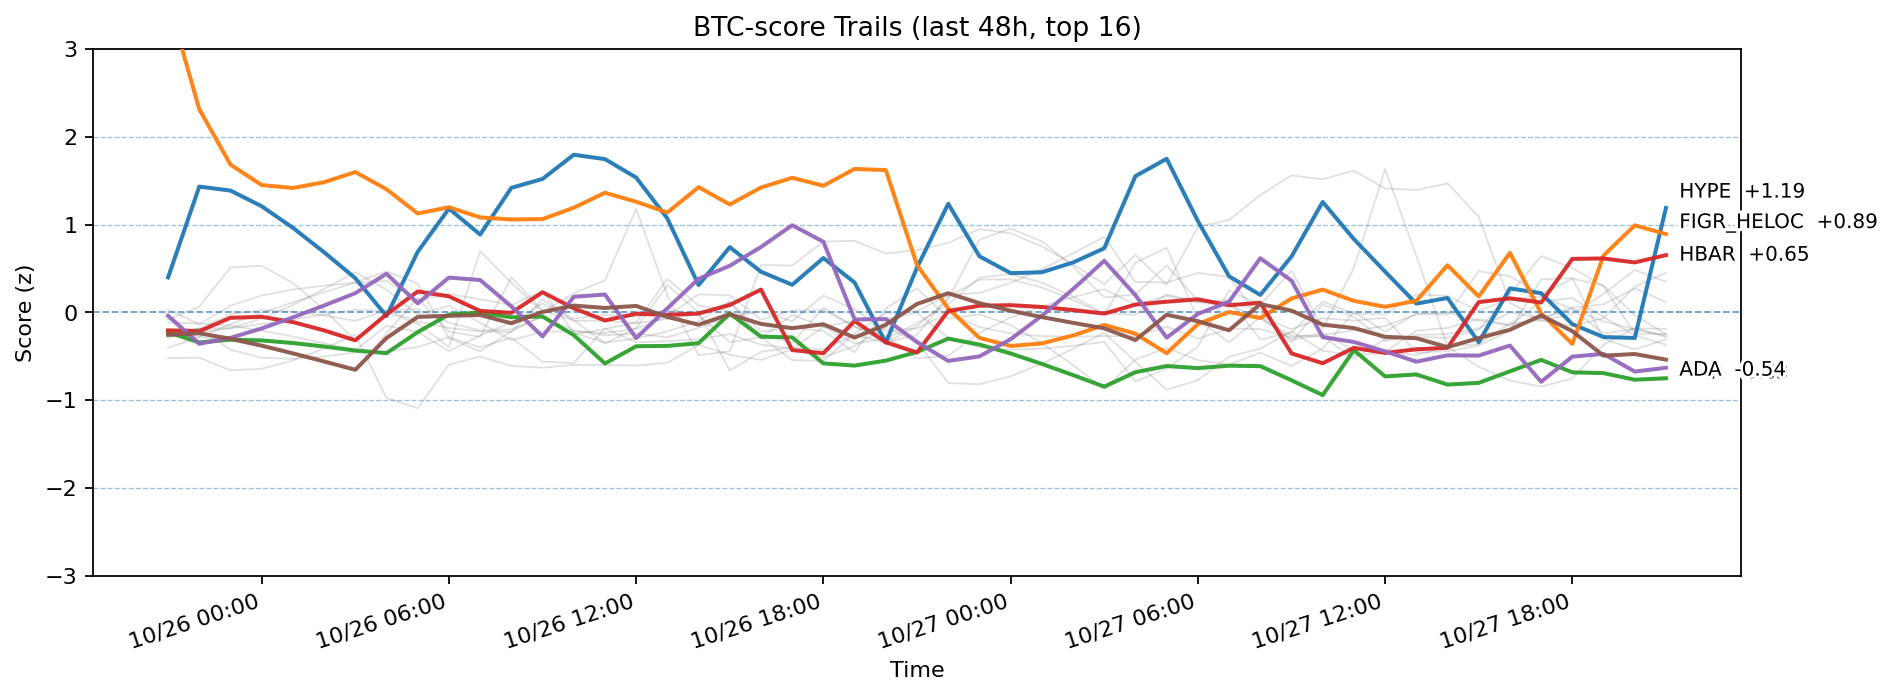 BTC-score Trails (last 48h, top 16)
Score (z)
3
2
1
0
−1
−2
−3
HYPE +1.19
FIGR_HELOC +0.89
HBAR +0.65
ADA -0.54
10/26 00:00
10/26 06:00
10/26 12:00
10/26 18:00
10/27 00:00
10/27 06:00
10/27 12:00
10/27 18:00
Time